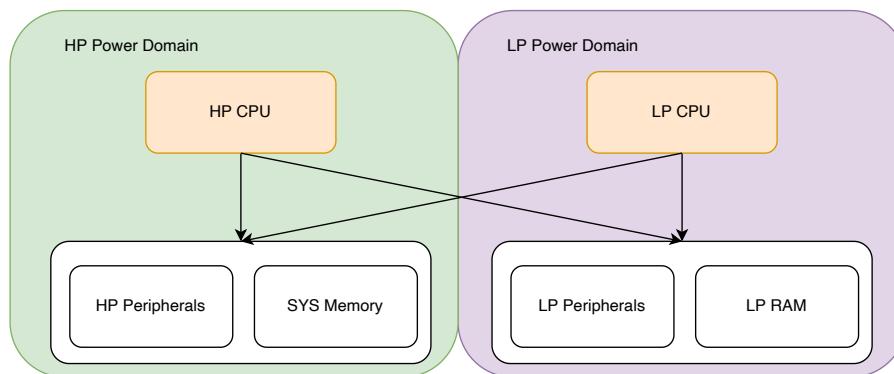 HP Power Domain
LP Power Domain
HP CPU
LP CPU
HP Peripherals
SYS Memory
LP Peripherals
LP RAM